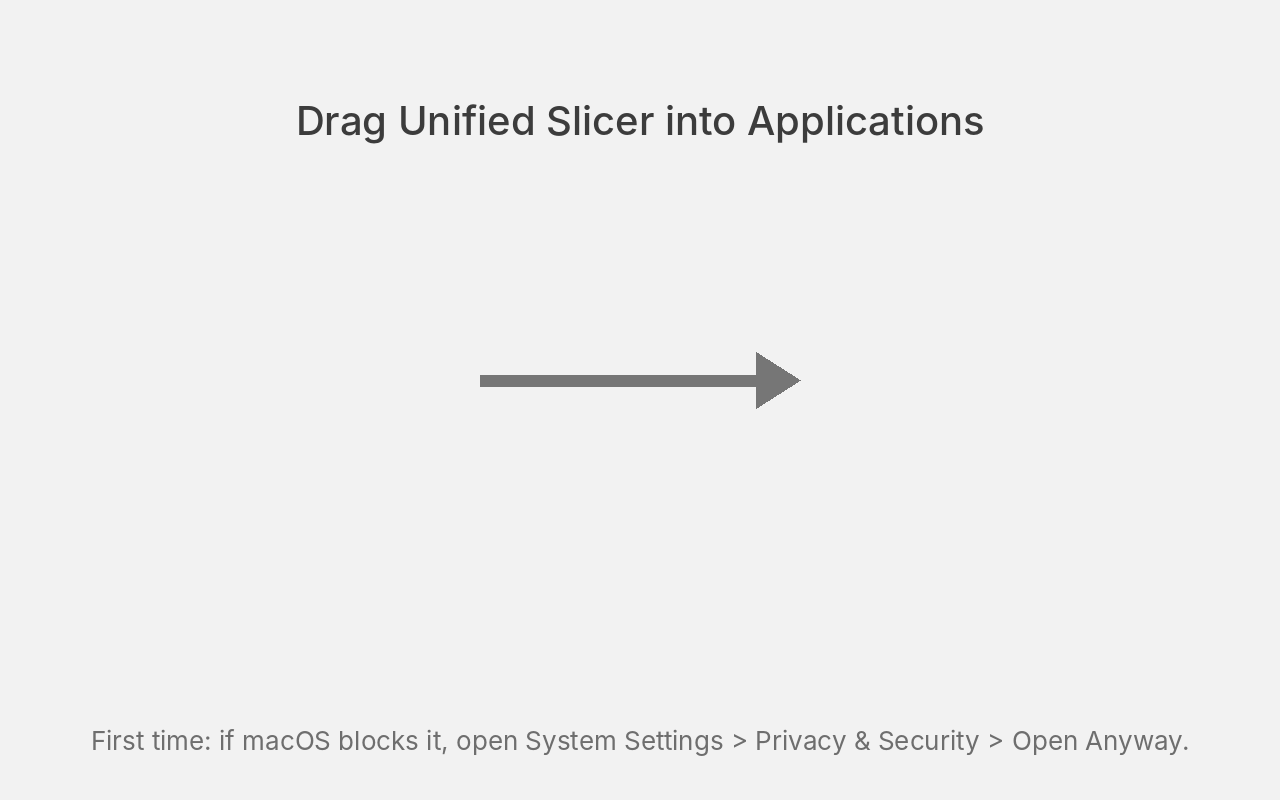 Drag Unified Slicer into Applications
First time: if macOS blocks it, open System Settings > Privacy & Security > Open Anyway.